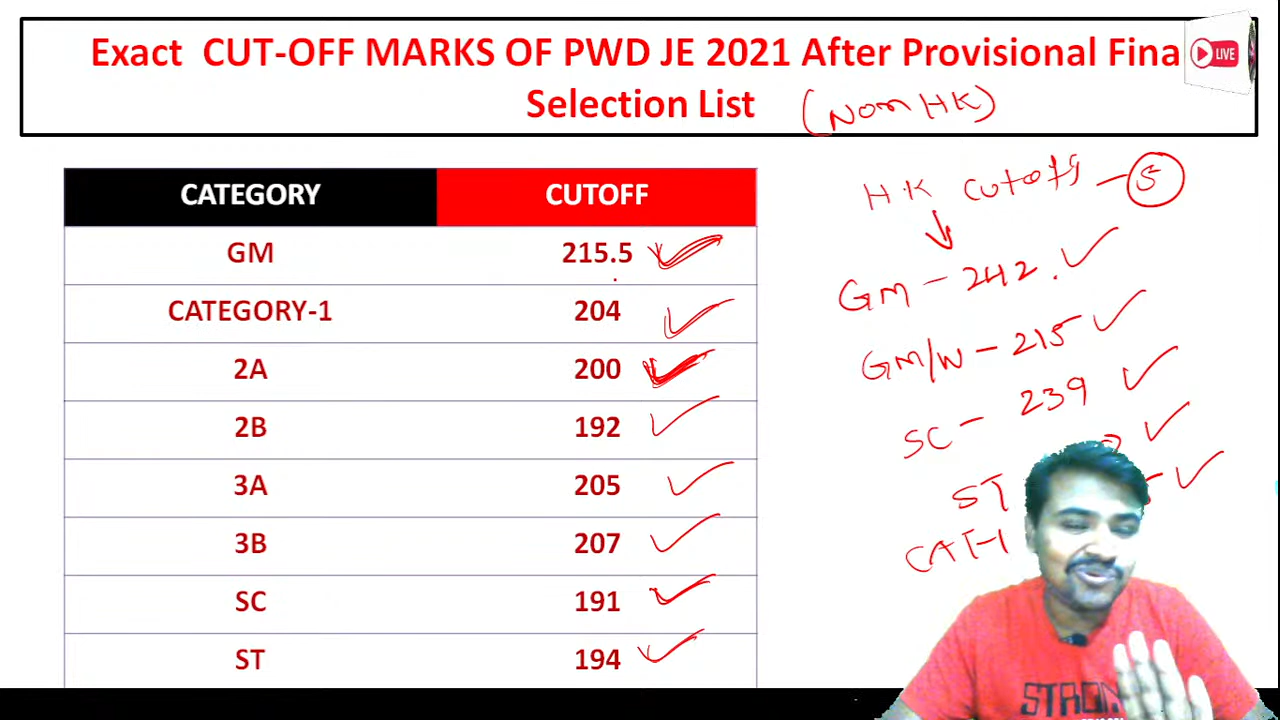 Exact CUT-OFF MARKS OF PWD JE 2021 After Provisional Fina
LIVE
Selection List (Non HK)
CATEGORY CUTOFF
GM 215.5
CATEGORY-1 204
2A 200
2B 192
3A 205
3B 207
SC 191
ST 194
HK cutoffs - 5
GM - 242.
GM/W - 215
SC - 239
ST
CAT-1
STRON